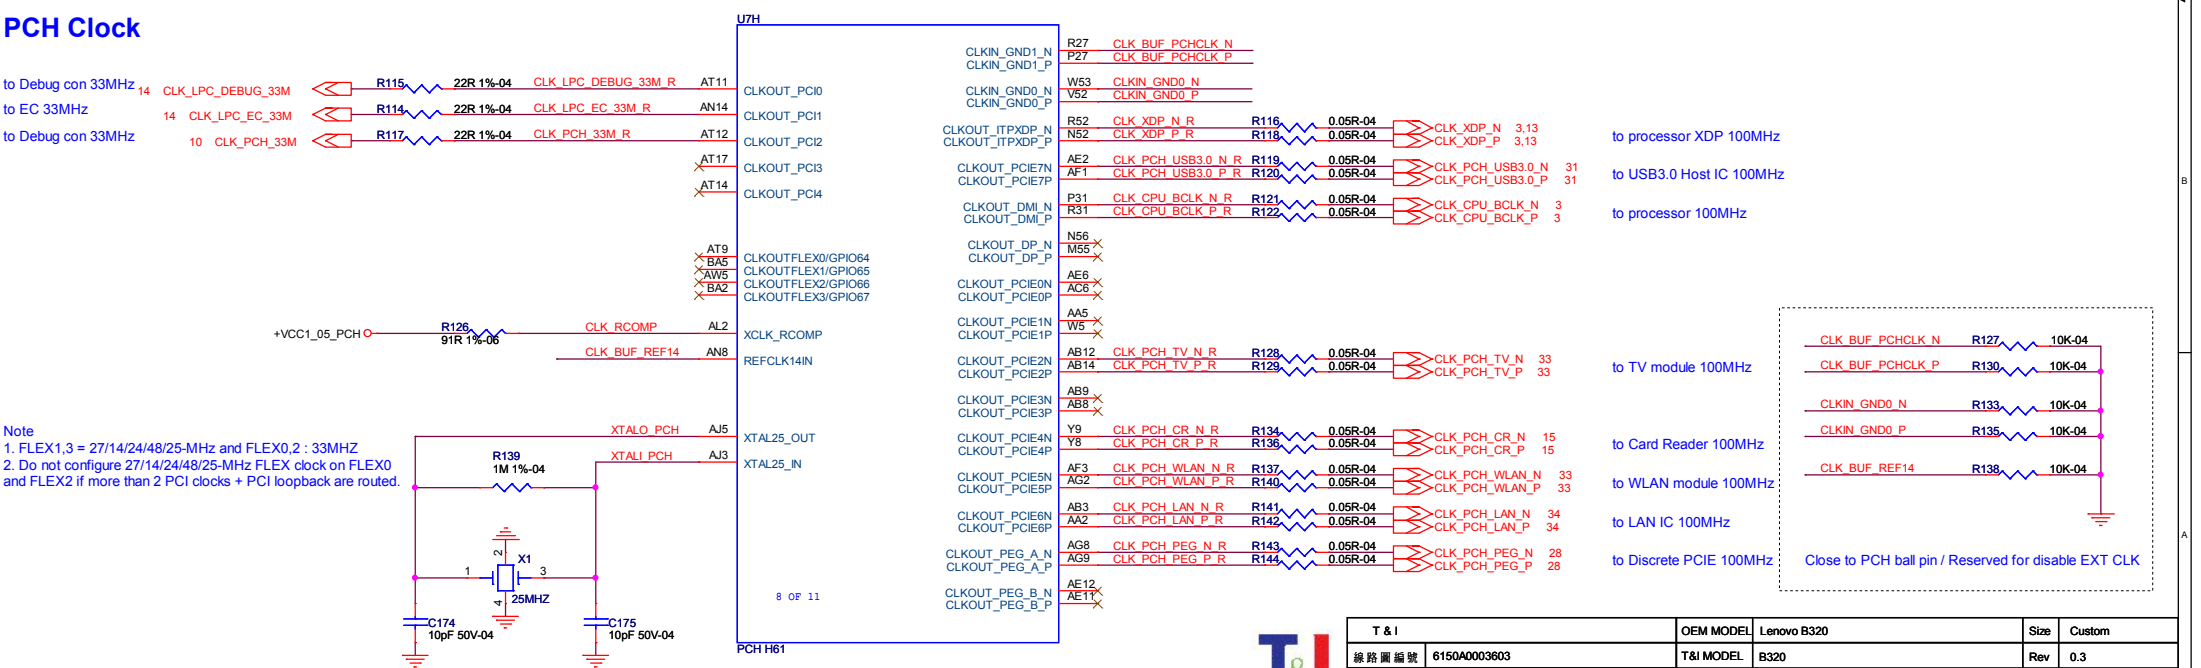 PCH Clock
U7H
to Debug con 33MHz 14 CLK_LPC_DEBUG_33M R115 22R 1%-04 CLK_LPC_DEBUG_33M_R AT11 CLKOUT_PCI0
to EC 33MHz 14 CLK_LPC_EC_33M R114 22R 1%-04 CLK_LPC_EC_33M_R AN14 CLKOUT_PCI1
to Debug con 33MHz 10 CLK_PCH_33M R117 22R 1%-04 CLK_PCH_33M_R AT12 CLKOUT_PCI2
AT17 CLKOUT_PCI3
AT14 CLKOUT_PCI4
AT9 CLKOUTFLEX0/GPIO64
BA5 CLKOUTFLEX1/GPIO65
AW5 CLKOUTFLEX2/GPIO66
BA2 CLKOUTFLEX3/GPIO67
+VCC1_05_PCH R126 91R 1%-06 CLK_RCOMP AL2 XCLK_RCOMP
CLK_BUF_REF14 AN8 REFCLK14IN
XTALO_PCH AJ5 XTAL25_OUT
XTALI_PCH AJ3 XTAL25_IN
Note
1. FLEX1,3 = 27/14/24/48/25-MHz and FLEX0,2 : 33MHZ
2. Do not configure 27/14/24/48/25-MHz FLEX clock on FLEX0
and FLEX2 if more than 2 PCI clocks + PCI loopback are routed.
R139
1M 1%-04
2
X1
1 3
4
25MHZ
C174
10pF 50V-04
C175
10pF 50V-04
8 OF 11
PCH H61
CLKIN_GND1_N R27 CLK_BUF_PCHCLK_N
CLKIN_GND1_P P27 CLK_BUF_PCHCLK_P
CLKIN_GND0_N W53 CLKIN_GND0_N
CLKIN_GND0_P V52 CLKIN_GND0_P
CLKOUT_ITPXDP_N R52 CLK_XDP_N_R R116 0.05R-04 CLK_XDP_N 3,13
CLKOUT_ITPXDP_P N52 CLK_XDP_P_R R118 0.05R-04 CLK_XDP_P 3,13
to processor XDP 100MHz
CLKOUT_PCIE7N AE2 CLK_PCH_USB3.0_N_R R119 0.05R-04 CLK_PCH_USB3.0_N 31
CLKOUT_PCIE7P AF1 CLK_PCH_USB3.0_P_R R120 0.05R-04 CLK_PCH_USB3.0_P 31
to USB3.0 Host IC 100MHz
CLKOUT_DMI_N P31 CLK_CPU_BCLK_N_R R121 0.05R-04 CLK_CPU_BCLK_N 3
CLKOUT_DMI_P R31 CLK_CPU_BCLK_P_R R122 0.05R-04 CLK_CPU_BCLK_P 3
to processor 100MHz
CLKOUT_DP_N N56
CLKOUT_DP_P M55
CLKOUT_PCIE0N AE6
CLKOUT_PCIE0P AC6
CLKOUT_PCIE1N AA5
CLKOUT_PCIE1P W5
CLKOUT_PCIE2N AB12 CLK_PCH_TV_N_R R128 0.05R-04 CLK_PCH_TV_N 33
CLKOUT_PCIE2P AB14 CLK_PCH_TV_P_R R129 0.05R-04 CLK_PCH_TV_P 33
to TV module 100MHz
CLKOUT_PCIE3N AB9
CLKOUT_PCIE3P AB8
CLKOUT_PCIE4N Y9 CLK_PCH_CR_N_R R134 0.05R-04 CLK_PCH_CR_N 15
CLKOUT_PCIE4P Y8 CLK_PCH_CR_P_R R136 0.05R-04 CLK_PCH_CR_P 15
to Card Reader 100MHz
CLKOUT_PCIE5N AF3 CLK_PCH_WLAN_N_R R137 0.05R-04 CLK_PCH_WLAN_N 33
CLKOUT_PCIE5P AG2 CLK_PCH_WLAN_P_R R140 0.05R-04 CLK_PCH_WLAN_P 33
to WLAN module 100MHz
CLKOUT_PCIE6N AB3 CLK_PCH_LAN_N_R R141 0.05R-04 CLK_PCH_LAN_N 34
CLKOUT_PCIE6P AA2 CLK_PCH_LAN_P_R R142 0.05R-04 CLK_PCH_LAN_P 34
to LAN IC 100MHz
CLKOUT_PEG_A_N AG8 CLK_PCH_PEG_N_R R143 0.05R-04 CLK_PCH_PEG_N 28
CLKOUT_PEG_A_P AG9 CLK_PCH_PEG_P_R R144 0.05R-04 CLK_PCH_PEG_P 28
to Discrete PCIE 100MHz
CLKOUT_PEG_B_N AE12
CLKOUT_PEG_B_P AE11
CLK_BUF_PCHCLK_N R127 10K-04
CLK_BUF_PCHCLK_P R130 10K-04
CLKIN_GND0_N R133 10K-04
CLKIN_GND0_P R135 10K-04
CLK_BUF_REF14 R138 10K-04
Close to PCH ball pin / Reserved for disable EXT CLK
B
A
T&I
T & I OEM MODEL Lenovo B320 Size Custom
線路圖編號 6150A0003603 T&I MODEL B320 Rev 0.3